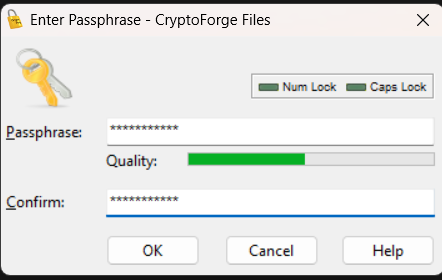 Enter Passphrase - CryptoForge Files
Num Lock Caps Lock
Passphrase: ***********
Quality:
Confirm: ***********
OK Cancel Help